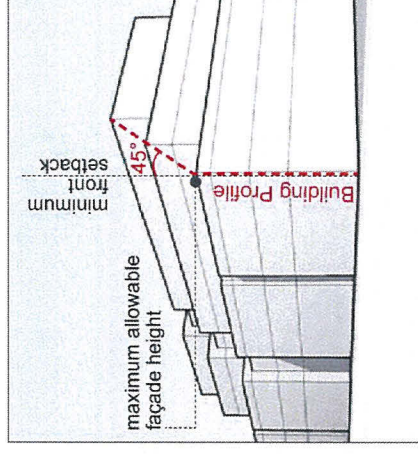 minimum
front
setback
45°
Building Profile
maximum allowable
façade height